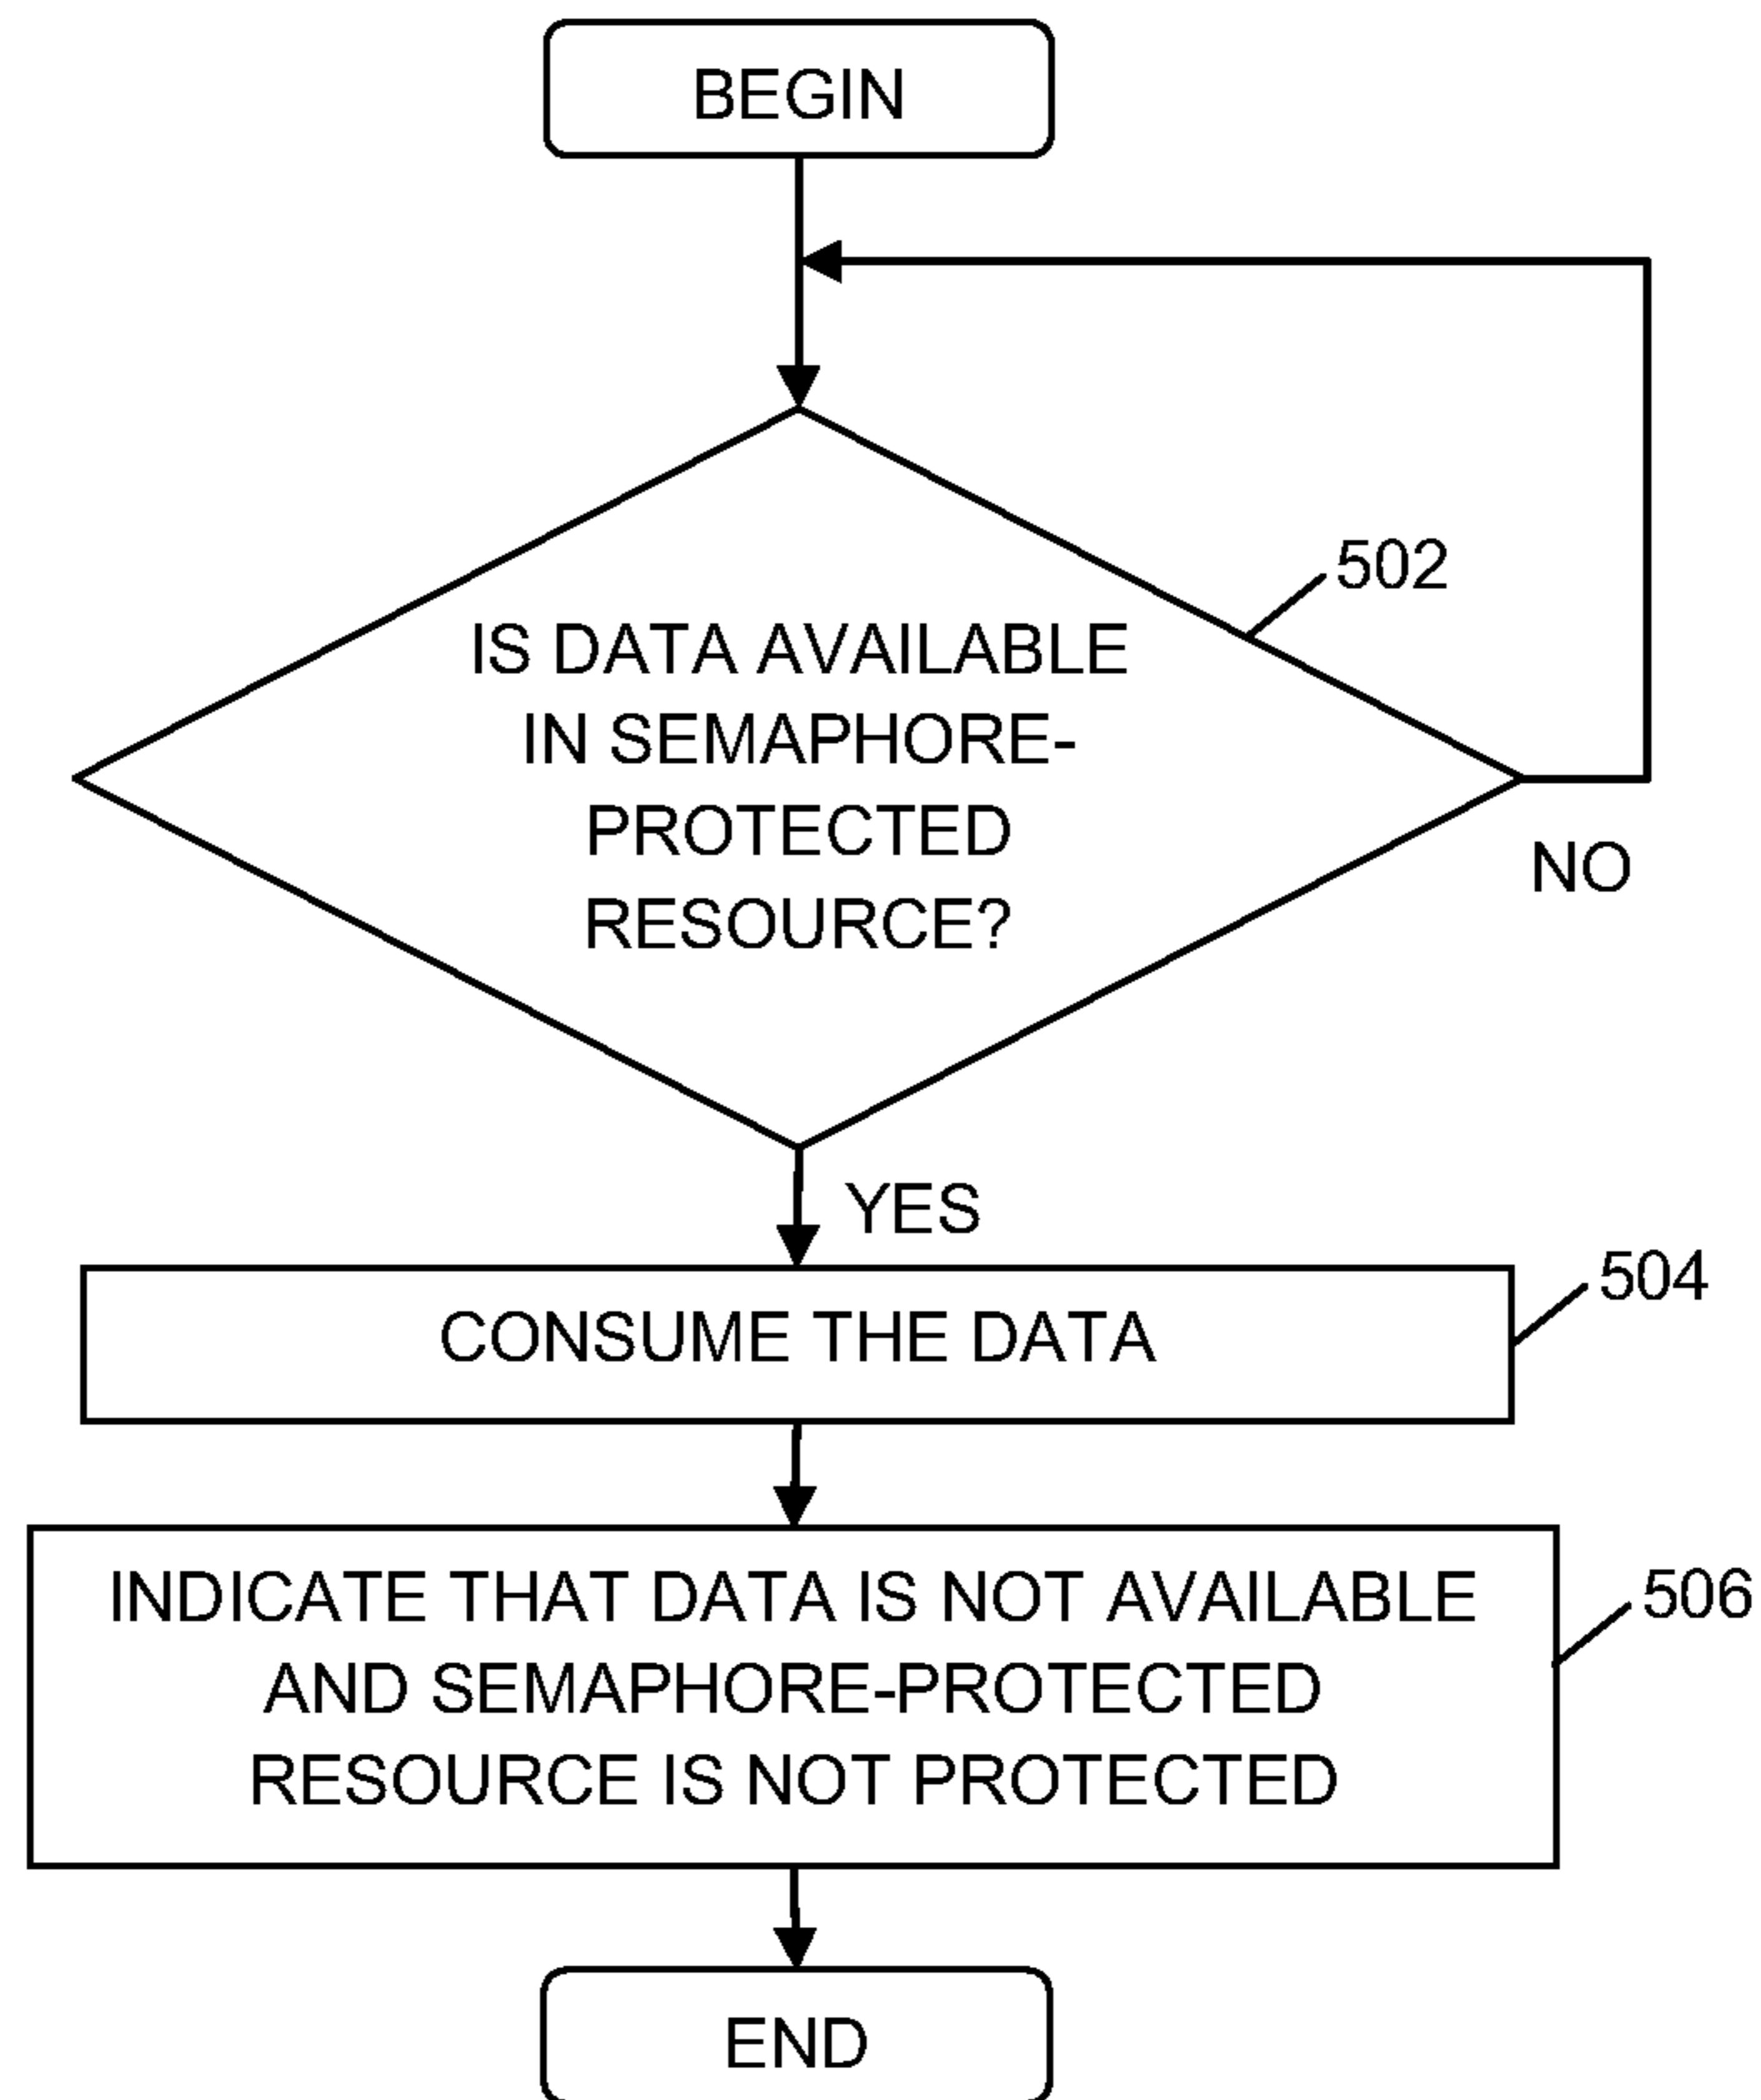 BEGIN
502
IS DATA AVAILABLE
IN SEMAPHORE-
PROTECTED
RESOURCE?
NO
YES
504
CONSUME THE DATA
506
INDICATE THAT DATA IS NOT AVAILABLE
AND SEMAPHORE-PROTECTED
RESOURCE IS NOT PROTECTED
END